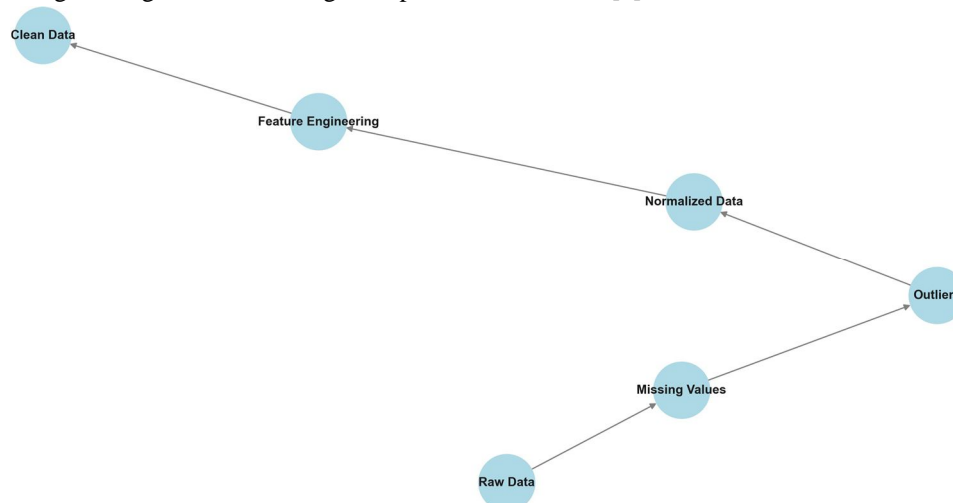 Clean Data
Feature Engineering
Normalized Data
Outlier
Missing Values
Raw Data